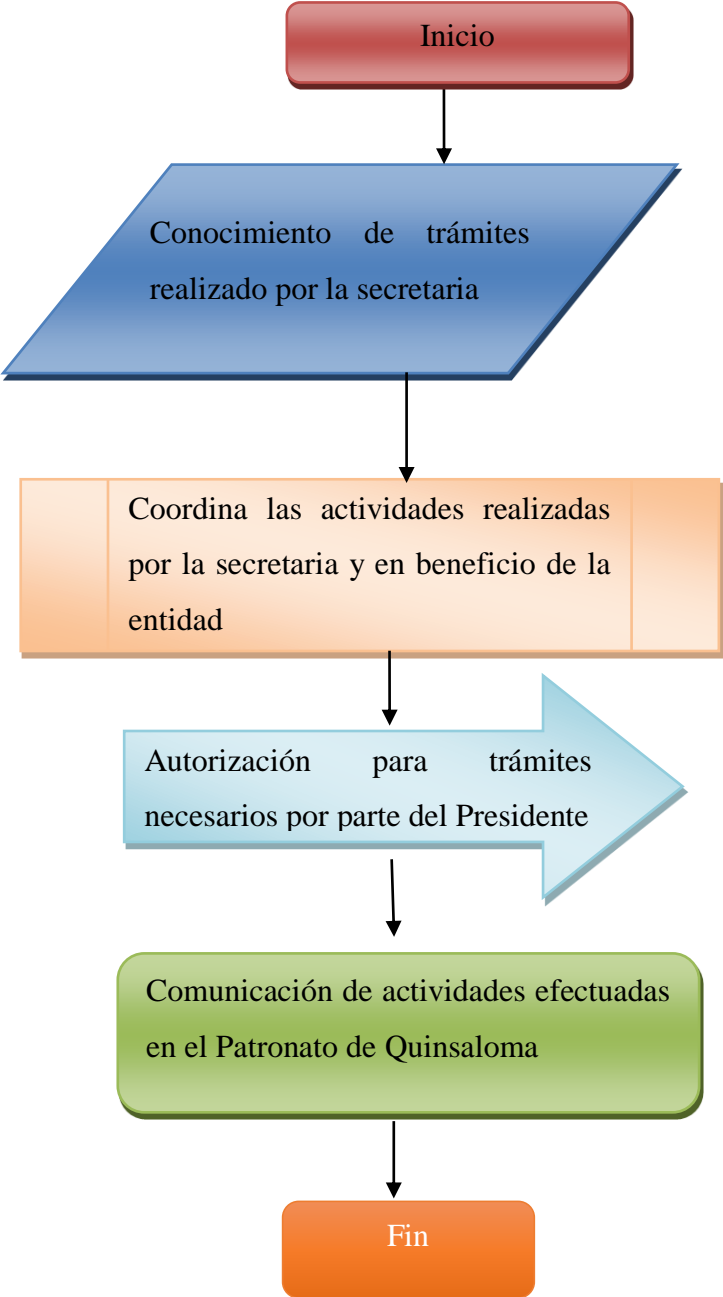 Inicio
Conocimiento de trámites
realizado por la secretaria
Coordina las actividades realizadas
por la secretaria y en beneficio de la
entidad
Autorización para trámites
necesarios por parte del Presidente
Comunicación de actividades efectuadas
en el Patronato de Quinsaloma
Fin